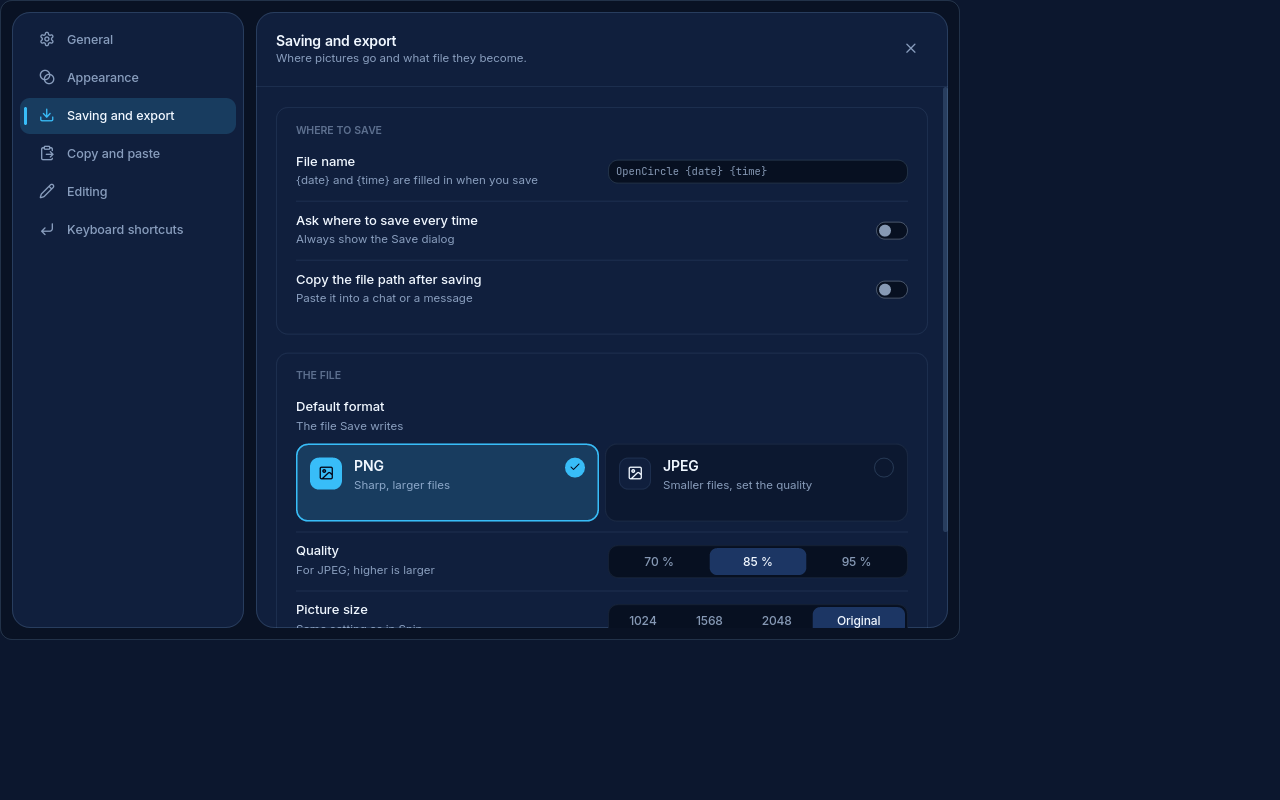 General
Appearance
Saving and export
Copy and paste
Editing
Keyboard shortcuts
Saving and export
Where pictures go and what file they become.
WHERE TO SAVE
File name
{date} and {time} are filled in when you save
OpenCircle {date} {time}
Ask where to save every time
Always show the Save dialog
Copy the file path after saving
Paste it into a chat or a message
THE FILE
Default format
The file Save writes
PNG
Sharp, larger files
JPEG
Smaller files, set the quality
Quality
For JPEG; higher is larger
70 %
85 %
95 %
Picture size
1024
1568
2048
Original